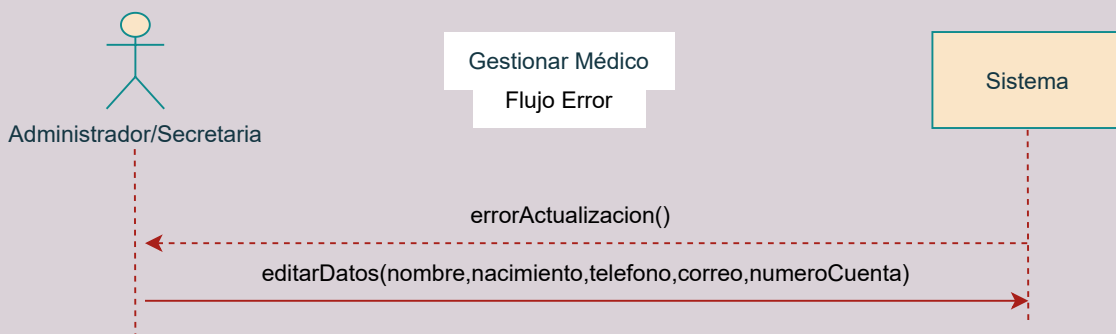 Gestionar Médico
Flujo Error
Sistema
Administrador/Secretaria
errorActualizacion()
editarDatos(nombre,nacimiento,telefono,correo,numeroCuenta)